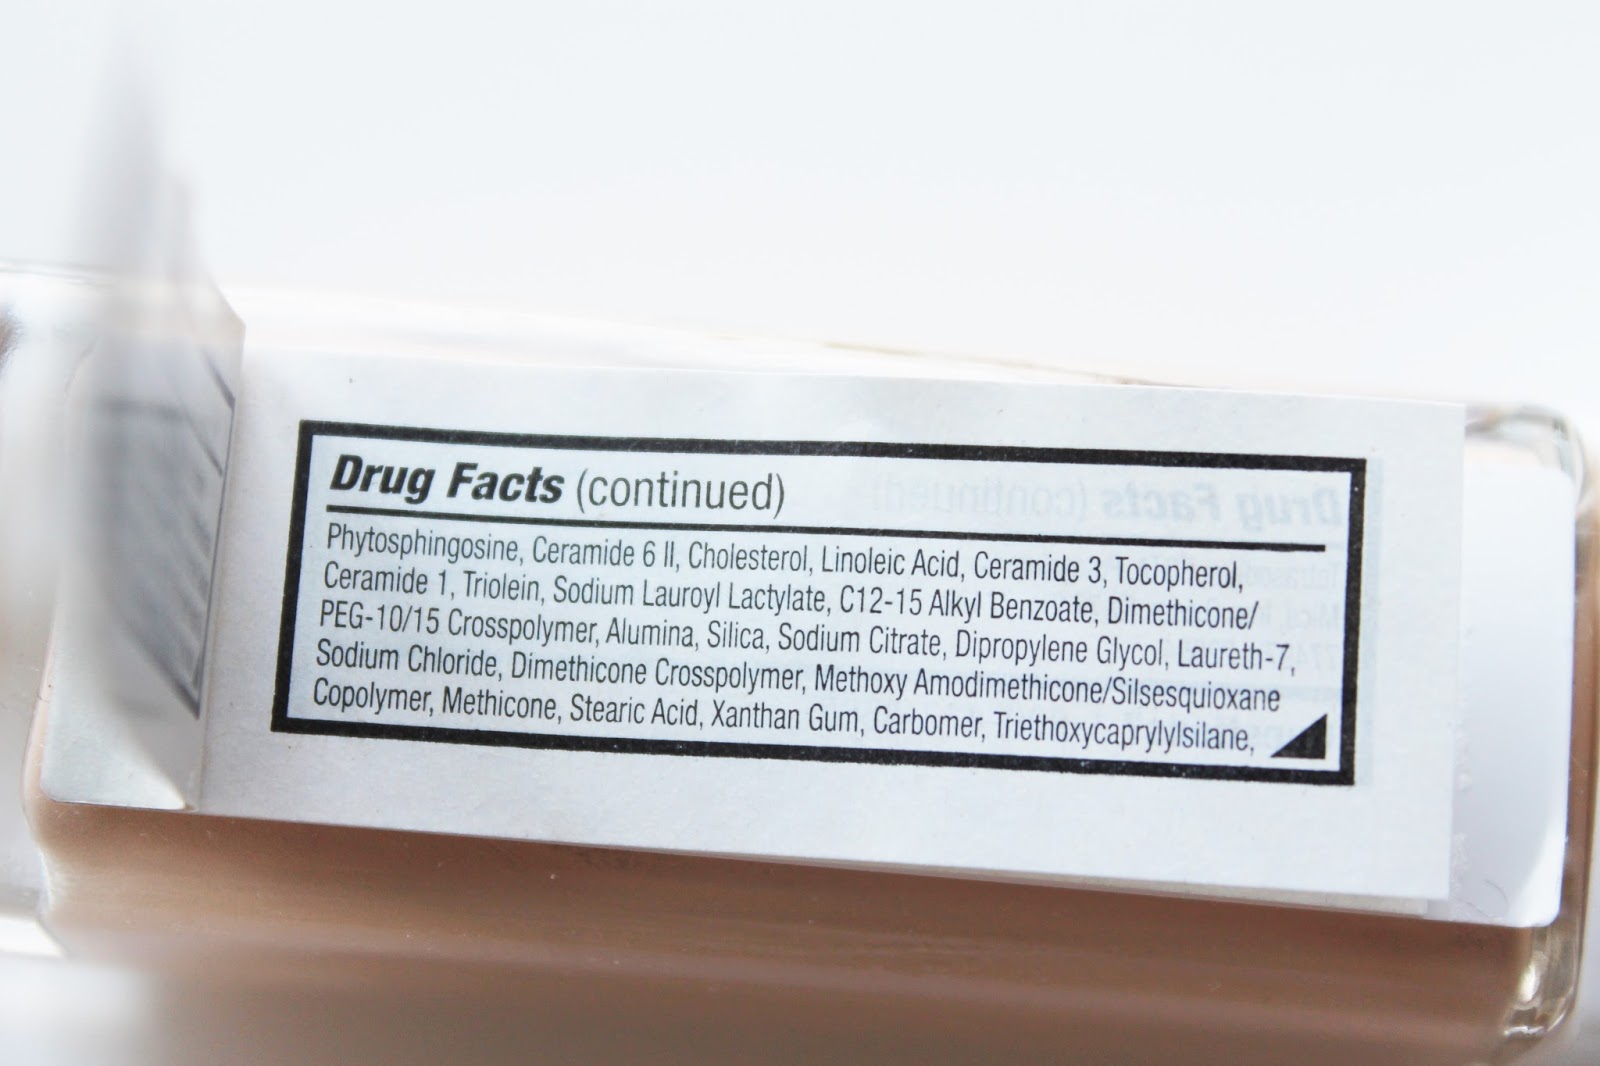 Drug Facts (continued)
Phytosphingosine, Ceramide 6 II, Cholesterol, Linoleic Acid, Ceramide 3, Tocopherol,
Ceramide 1, Triolein, Sodium Lauroyl Lactylate, C12-15 Alkyl Benzoate, Dimethicone/
PEG-10/15 Crosspolymer, Alumina, Silica, Sodium Citrate, Dipropylene Glycol, Laureth-7,
Sodium Chloride, Dimethicone Crosspolymer, Methoxy Amodimethicone/Silsesquioxane
Copolymer, Methicone, Stearic Acid, Xanthan Gum, Carbomer, Triethoxycaprylylsilane,